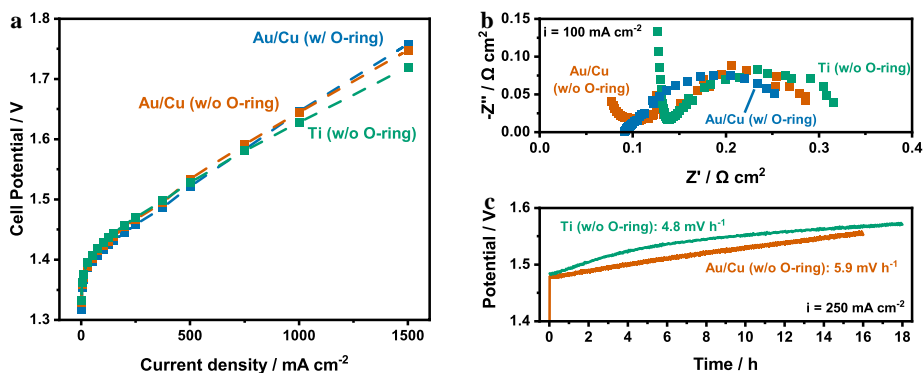 a
1.8
1.7
1.6
1.5
1.4
1.3
Cell Potential / V
Au/Cu (w/ O-ring)
Au/Cu (w/o O-ring)
Ti (w/o O-ring)
0
500
1000
1500
Current density / mA cm⁻²
b
0.15
0.10
0.05
0.00
-Z'' / Ω cm²
i = 100 mA cm⁻²
Au/Cu
(w/o O-ring)
Ti (w/o O-ring)
Au/Cu (w/ O-ring)
0.0
0.1
0.2
0.3
0.4
Z' / Ω cm²
c
1.6
1.5
1.4
Potential / V
Ti (w/o O-ring): 4.8 mV h⁻¹
Au/Cu (w/o O-ring): 5.9 mV h⁻¹
i = 250 mA cm⁻²
0
2
4
6
8
10
12
14
16
18
Time / h